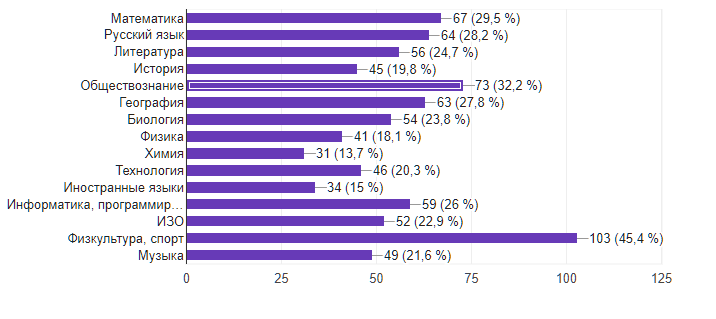 Математика 67 (29,5 %)
Русский язык 64 (28,2 %)
Литература 56 (24,7 %)
История 45 (19,8 %)
Обществознание 73 (32,2 %)
География 63 (27,8 %)
Биология 54 (23,8 %)
Физика 41 (18,1 %)
Химия 31 (13,7 %)
Технология 46 (20,3 %)
Иностранные языки 34 (15 %)
Информатика, программир... 59 (26 %)
ИЗО 52 (22,9 %)
Физкультура, спорт 103 (45,4 %)
Музыка 49 (21,6 %)
0 25 50 75 100 125